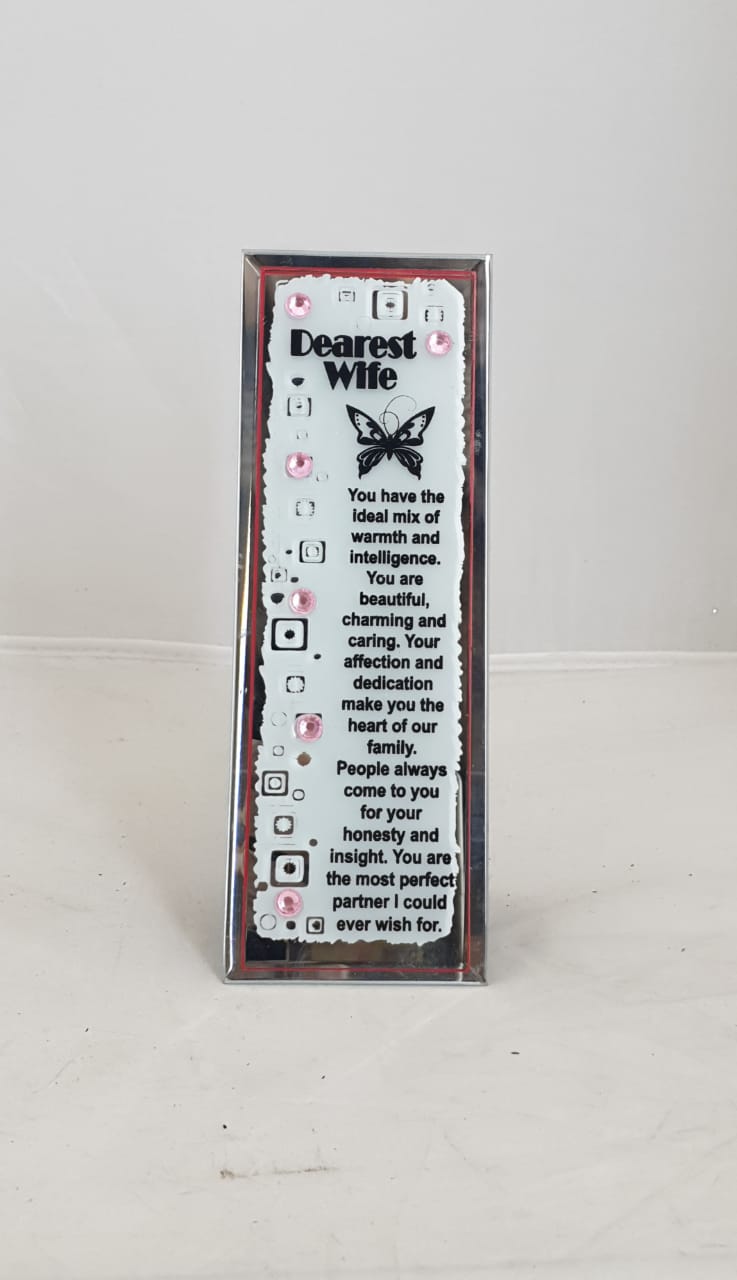 Dearest
Wife
You have the
ideal mix of
warmth and
intelligence.
You are
beautiful,
charming and
caring. Your
affection and
dedication
make you the
heart of our
family.
People always
come to you
for your
honesty and
insight. You are
the most perfect
partner I could
ever wish for.